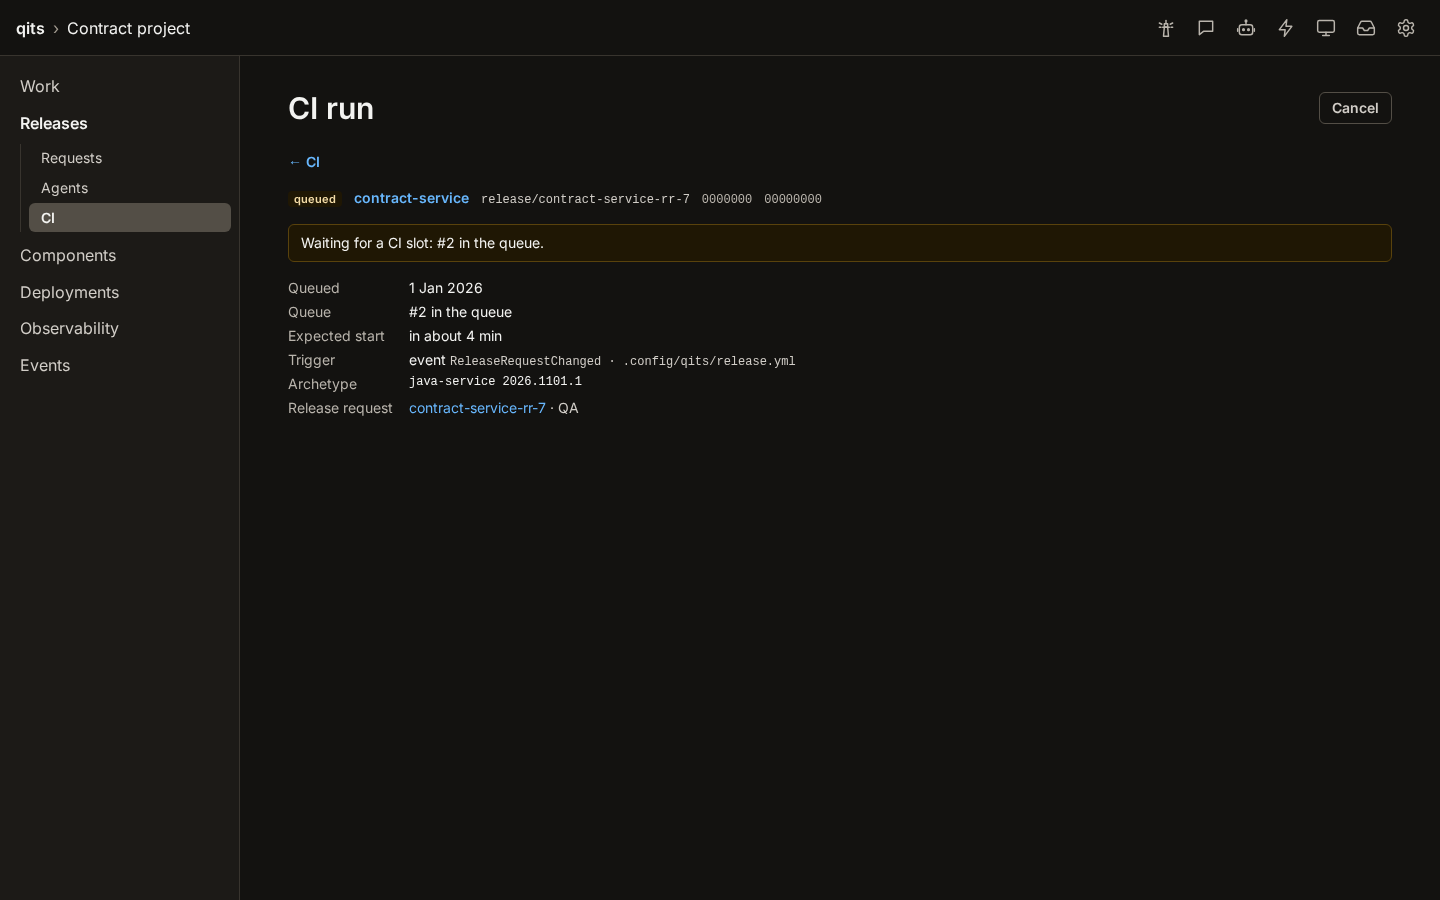 qits › Contract project
Work
Releases
Requests
Agents
CI
Components
Deployments
Observability
Events
CI run
Cancel
← CI
queued contract-service release/contract-service-rr-7 0000000 00000000
Waiting for a CI slot: #2 in the queue.
Queued 1 Jan 2026
Queue #2 in the queue
Expected start in about 4 min
Trigger event ReleaseRequestChanged · .config/qits/release.yml
Archetype java-service 2026.1101.1
Release request contract-service-rr-7 · QA